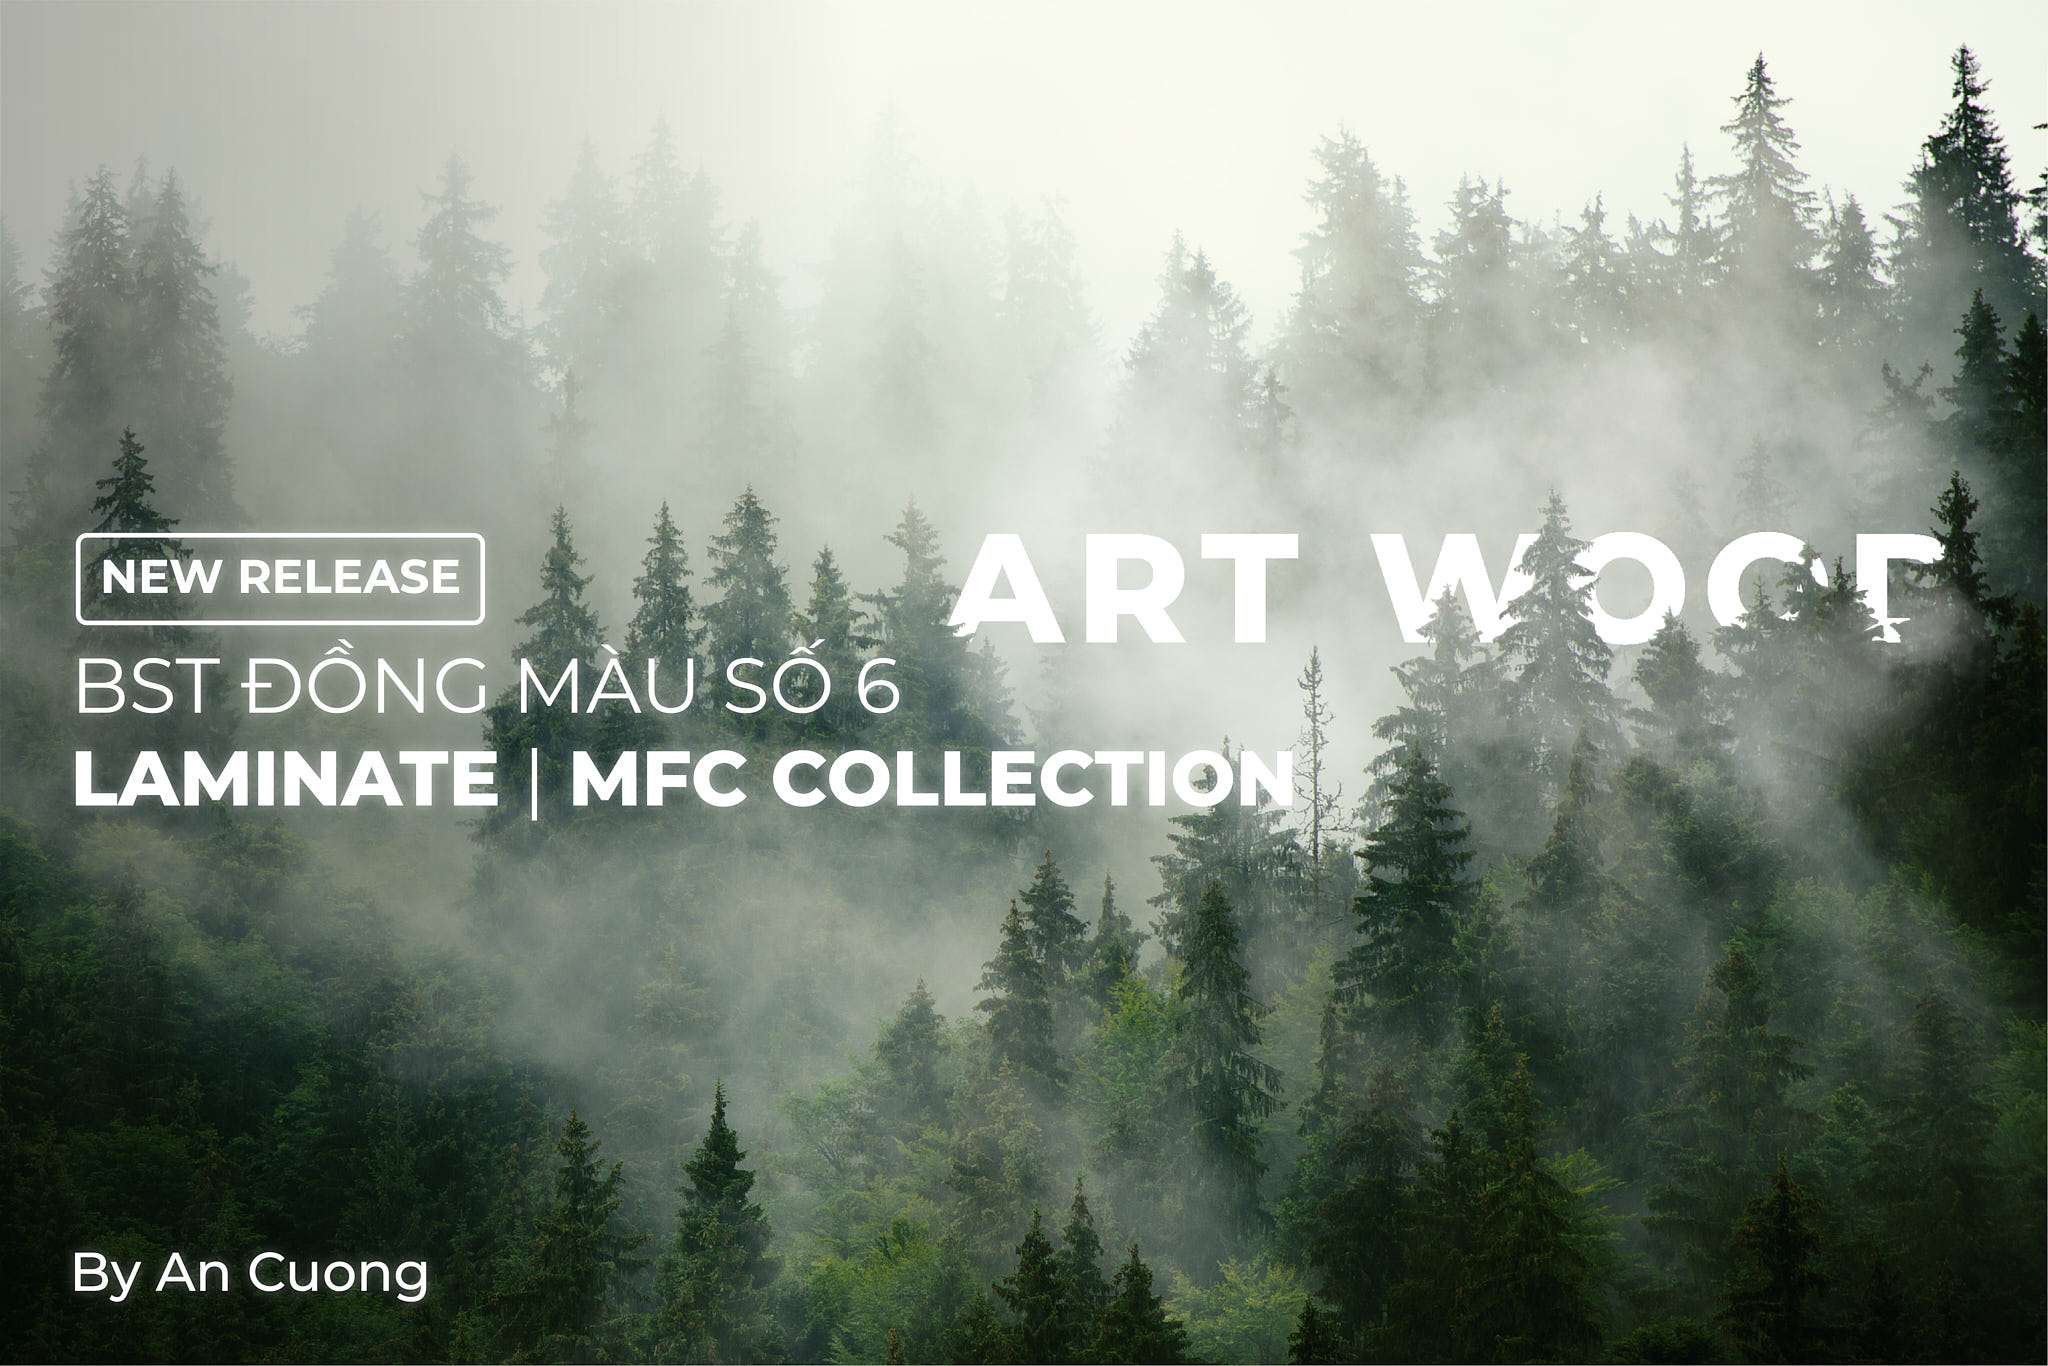 ART WOOD
NEW RELEASE
BST ĐỒNG MÀU SỐ 6
LAMINATE | MFC COLLECTION
By An Cuong